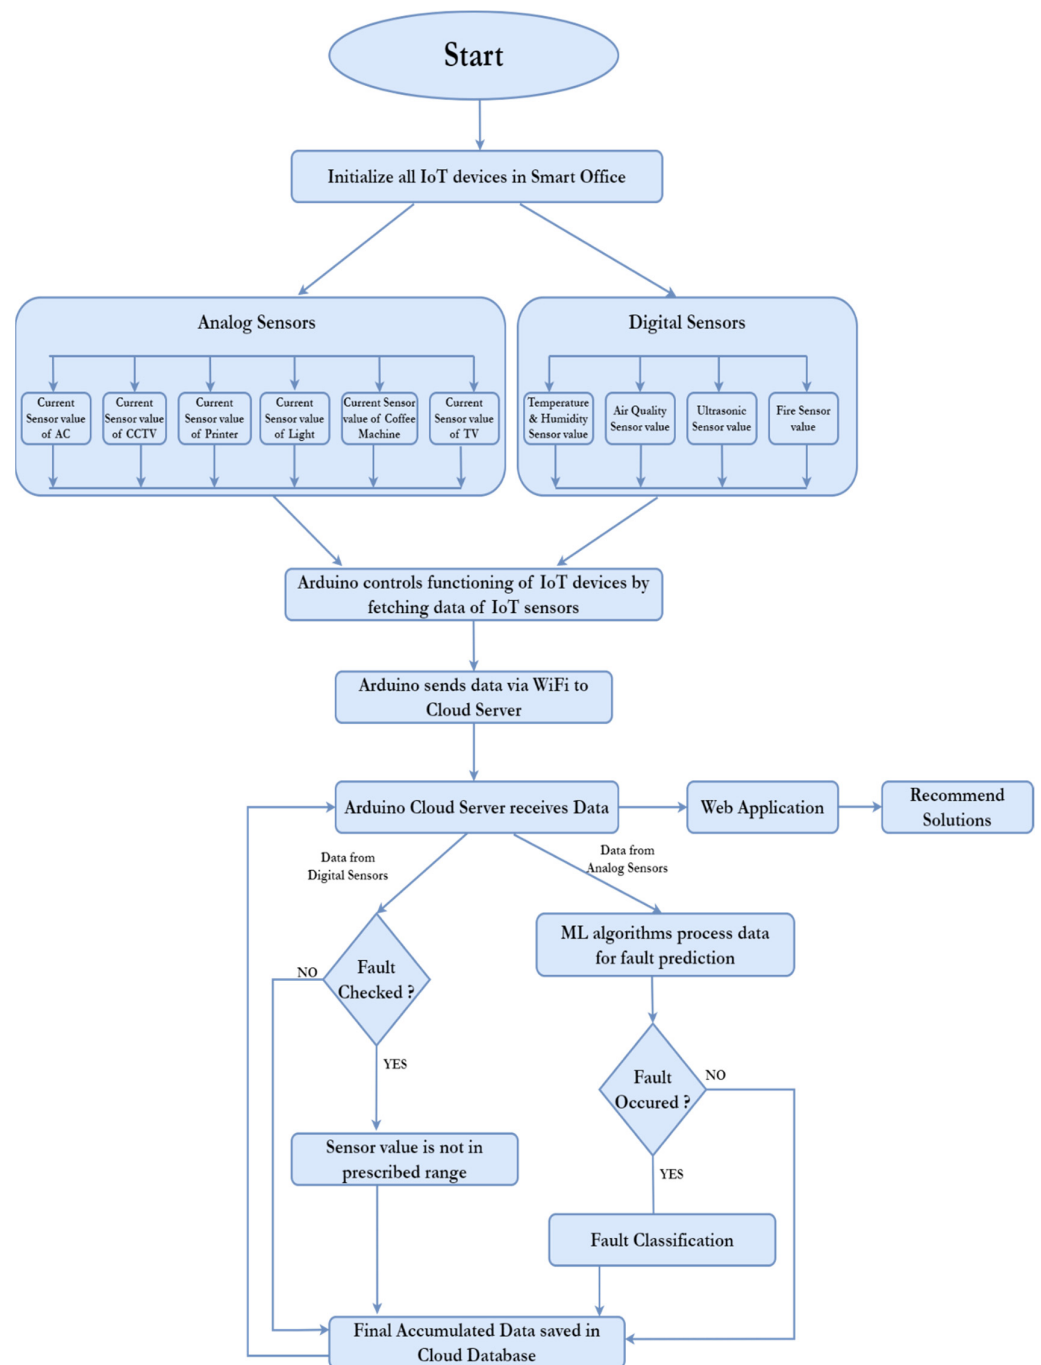 Start
Initialize all IoT devices in Smart Office
Analog Sensors
Current
Sensor value
of AC
Current
Sensor value
of CCTV
Current
Sensor value
of Printer
Current
Sensor value
of Light
Current Sensor
value of Coffee
Machine
Current
Sensor value
of TV
Digital Sensors
Temperature
& Humidity
Sensor value
Air Quality
Sensor value
Ultrasonic
Sensor value
Fire Sensor
value
Arduino controls functioning of IoT devices by
fetching data of IoT sensors
Arduino sends data via WiFi to
Cloud Server
Arduino Cloud Server receives Data
Web Application
Recommend
Solutions
Data from
Digital Sensors
Data from
Analog Sensors
Fault
Checked ?
NO
YES
ML algorithms process data
for fault prediction
Fault
Occured ?
NO
YES
Sensor value is not in
prescribed range
Fault Classification
Final Accumulated Data saved in
Cloud Database